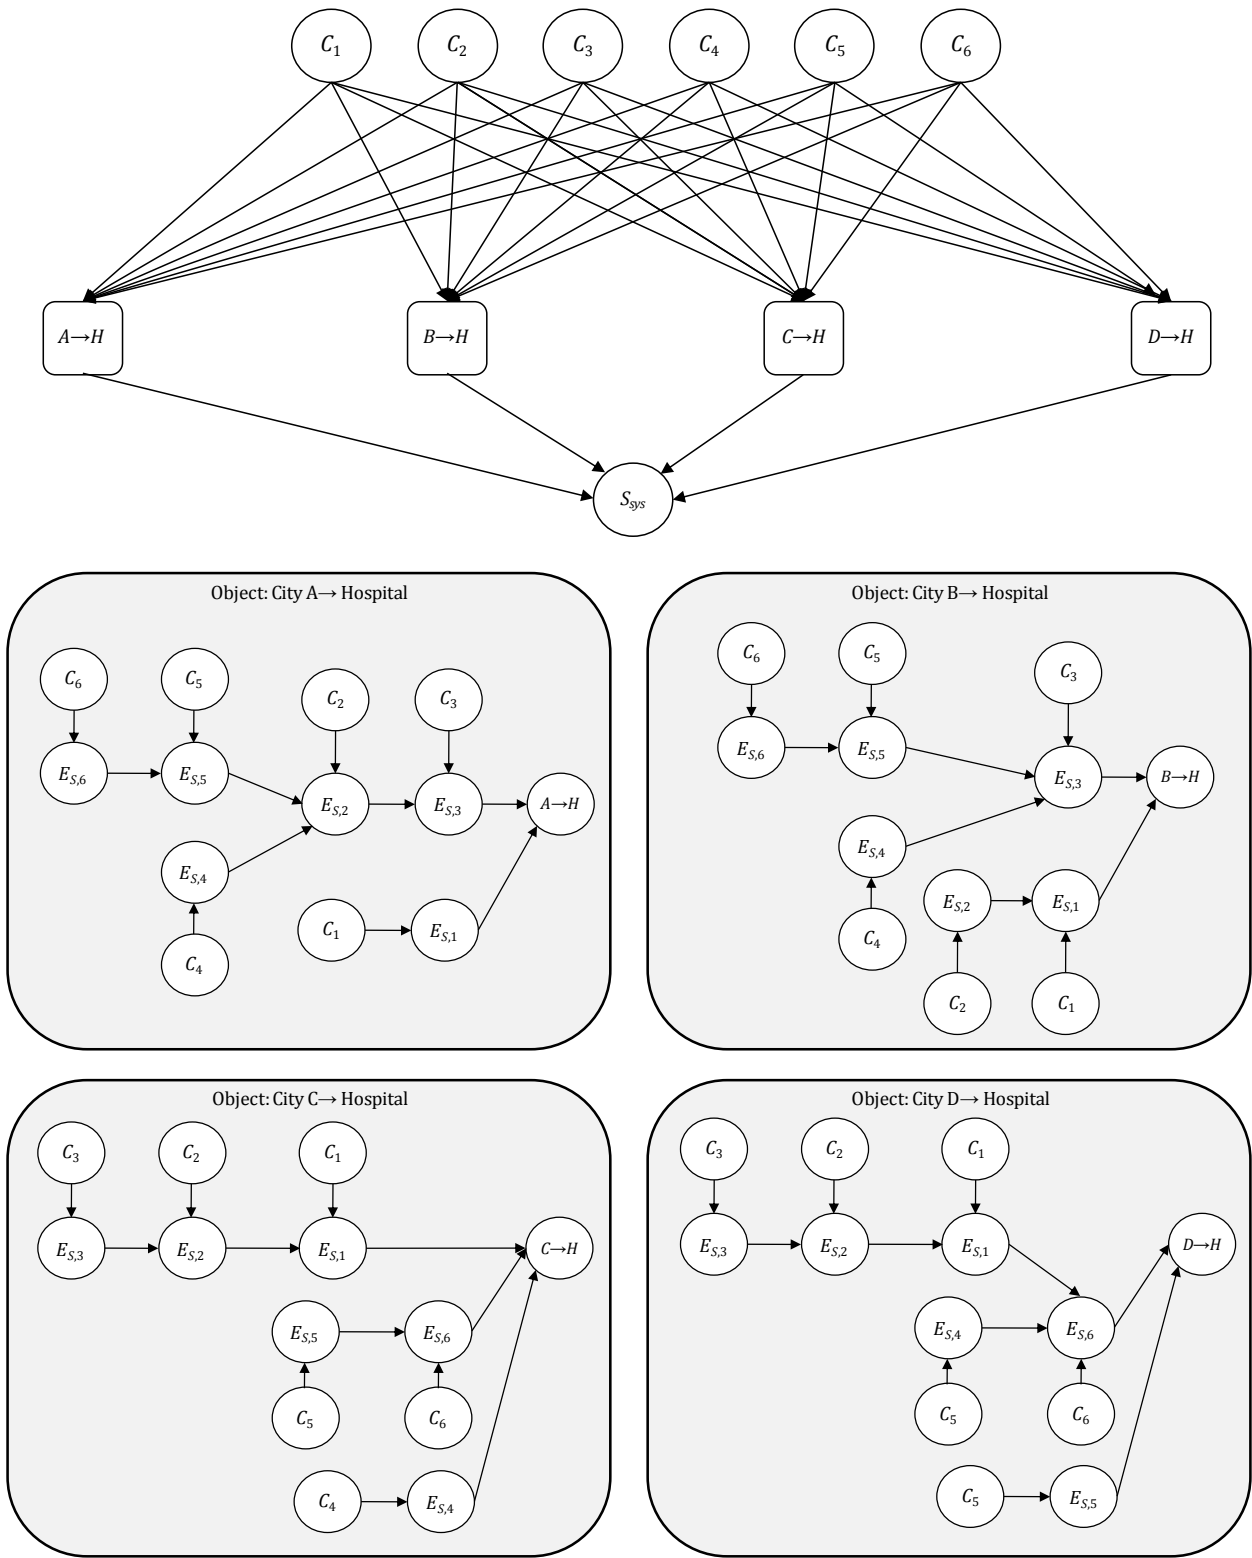 C1 C2 C3 C4 C5 C6
A→H B→H C→H D→H
Ssys
Object: City A→ Hospital
C6 C5 C2 C3
ES,6 ES,5 ES,2 ES,3 A→H
ES,4 C1 ES,1
C4
Object: City B→ Hospital
C6 C5 C3
ES,6 ES,5 ES,3 B→H
ES,4
C4 ES,2 ES,1
C2 C1
Object: City C→ Hospital
C3 C2 C1
ES,3 ES,2 ES,1 C→H
ES,5 ES,6
C5 C6
C4 ES,4
Object: City D→ Hospital
C3 C2 C1
ES,3 ES,2 ES,1 D→H
ES,4 ES,6
C5 C6
C5 ES,5